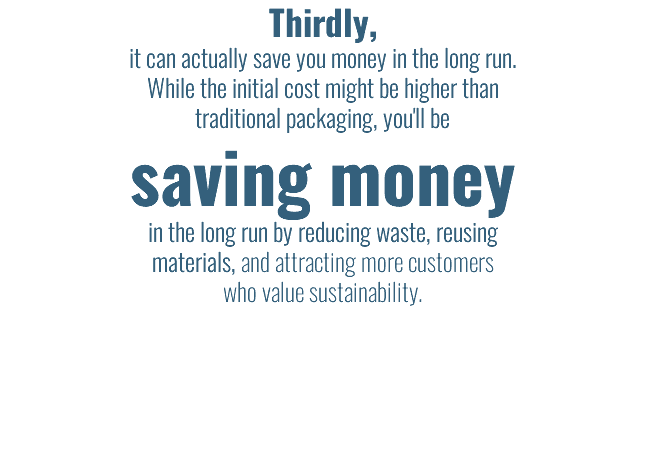 Thirdly,
it can actually save you money in the long run.
While the initial cost might be higher than
traditional packaging, you'll be
saving money
in the long run by reducing waste, reusing
materials, and attracting more customers
who value sustainability.